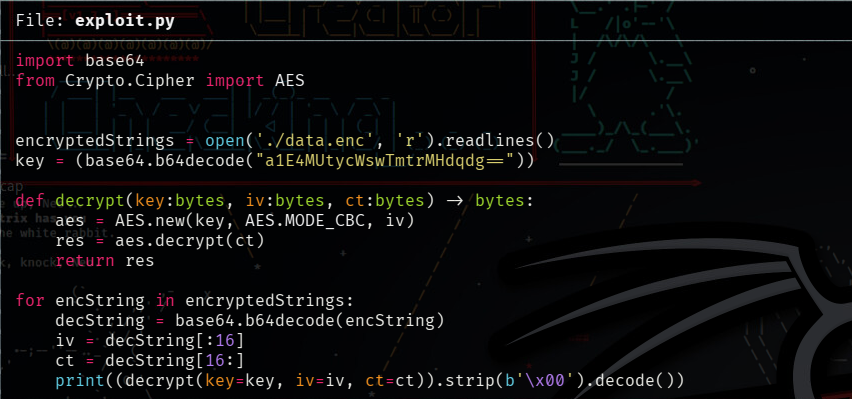 File: exploit.py
import base64
from Crypto.Cipher import AES
encryptedStrings = open('./data.enc', 'r').readlines()
key = (base64.b64decode("a1E4MUtycWswTmtrMHdqdg=="))
def decrypt(key:bytes, iv:bytes, ct:bytes) -> bytes:
    aes = AES.new(key, AES.MODE_CBC, iv)
    res = aes.decrypt(ct)
    return res
for encString in encryptedStrings:
    decString = base64.b64decode(encString)
    iv = decString[:16]
    ct = decString[16:]
    print((decrypt(key=key, iv=iv, ct=ct)).strip(b'\x00').decode())